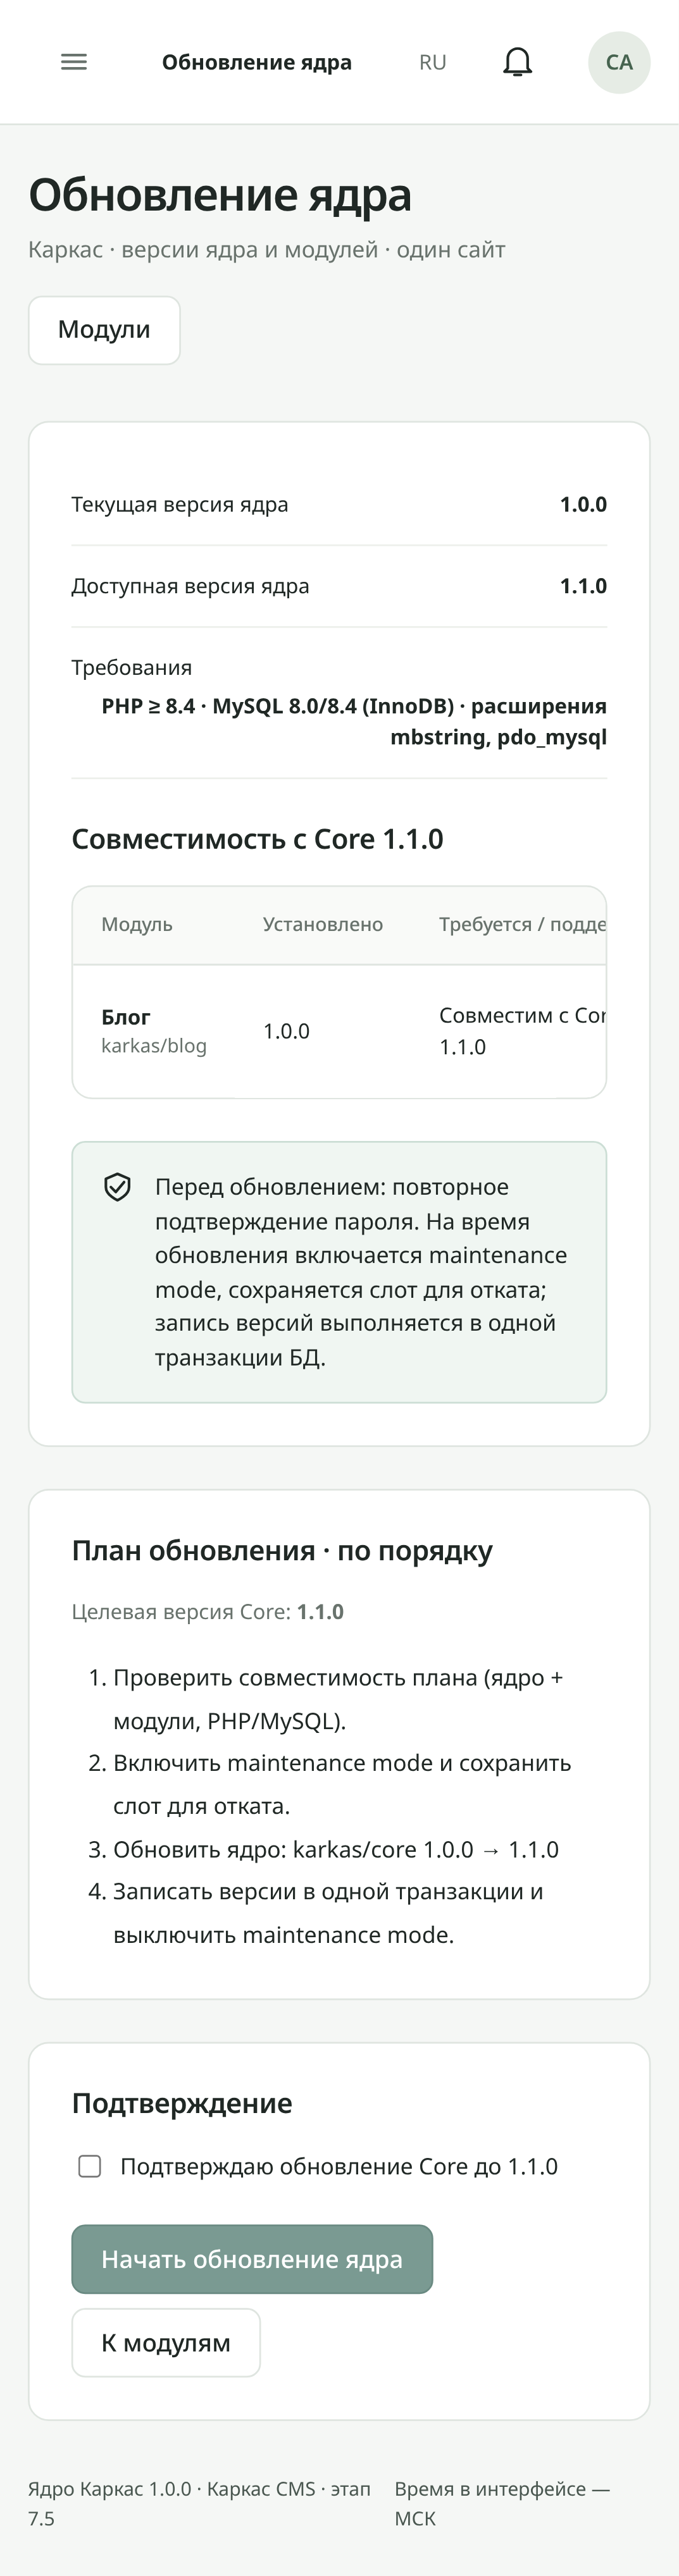 Обновление ядра
RU
СА
Обновление ядра
Каркас · версии ядра и модулей · один сайт
Модули
Текущая версия ядра 1.0.0
Доступная версия ядра 1.1.0
Требования
PHP ≥ 8.4 · MySQL 8.0/8.4 (InnoDB) · расширения
mbstring, pdo_mysql
Совместимость с Core 1.1.0
Модуль Установлено Требуется / подде
Блог
karkas/blog
1.0.0
Совместим с Cor
1.1.0
Перед обновлением: повторное
подтверждение пароля. На время
обновления включается maintenance
mode, сохраняется слот для отката;
запись версий выполняется в одной
транзакции БД.
План обновления · по порядку
Целевая версия Core: 1.1.0
1. Проверить совместимость плана (ядро +
модули, PHP/MySQL).
2. Включить maintenance mode и сохранить
слот для отката.
3. Обновить ядро: karkas/core 1.0.0 → 1.1.0
4. Записать версии в одной транзакции и
выключить maintenance mode.
Подтверждение
Подтверждаю обновление Core до 1.1.0
Начать обновление ядра
К модулям
Ядро Каркас 1.0.0 · Каркас CMS · этап
7.5
Время в интерфейсе —
МСК